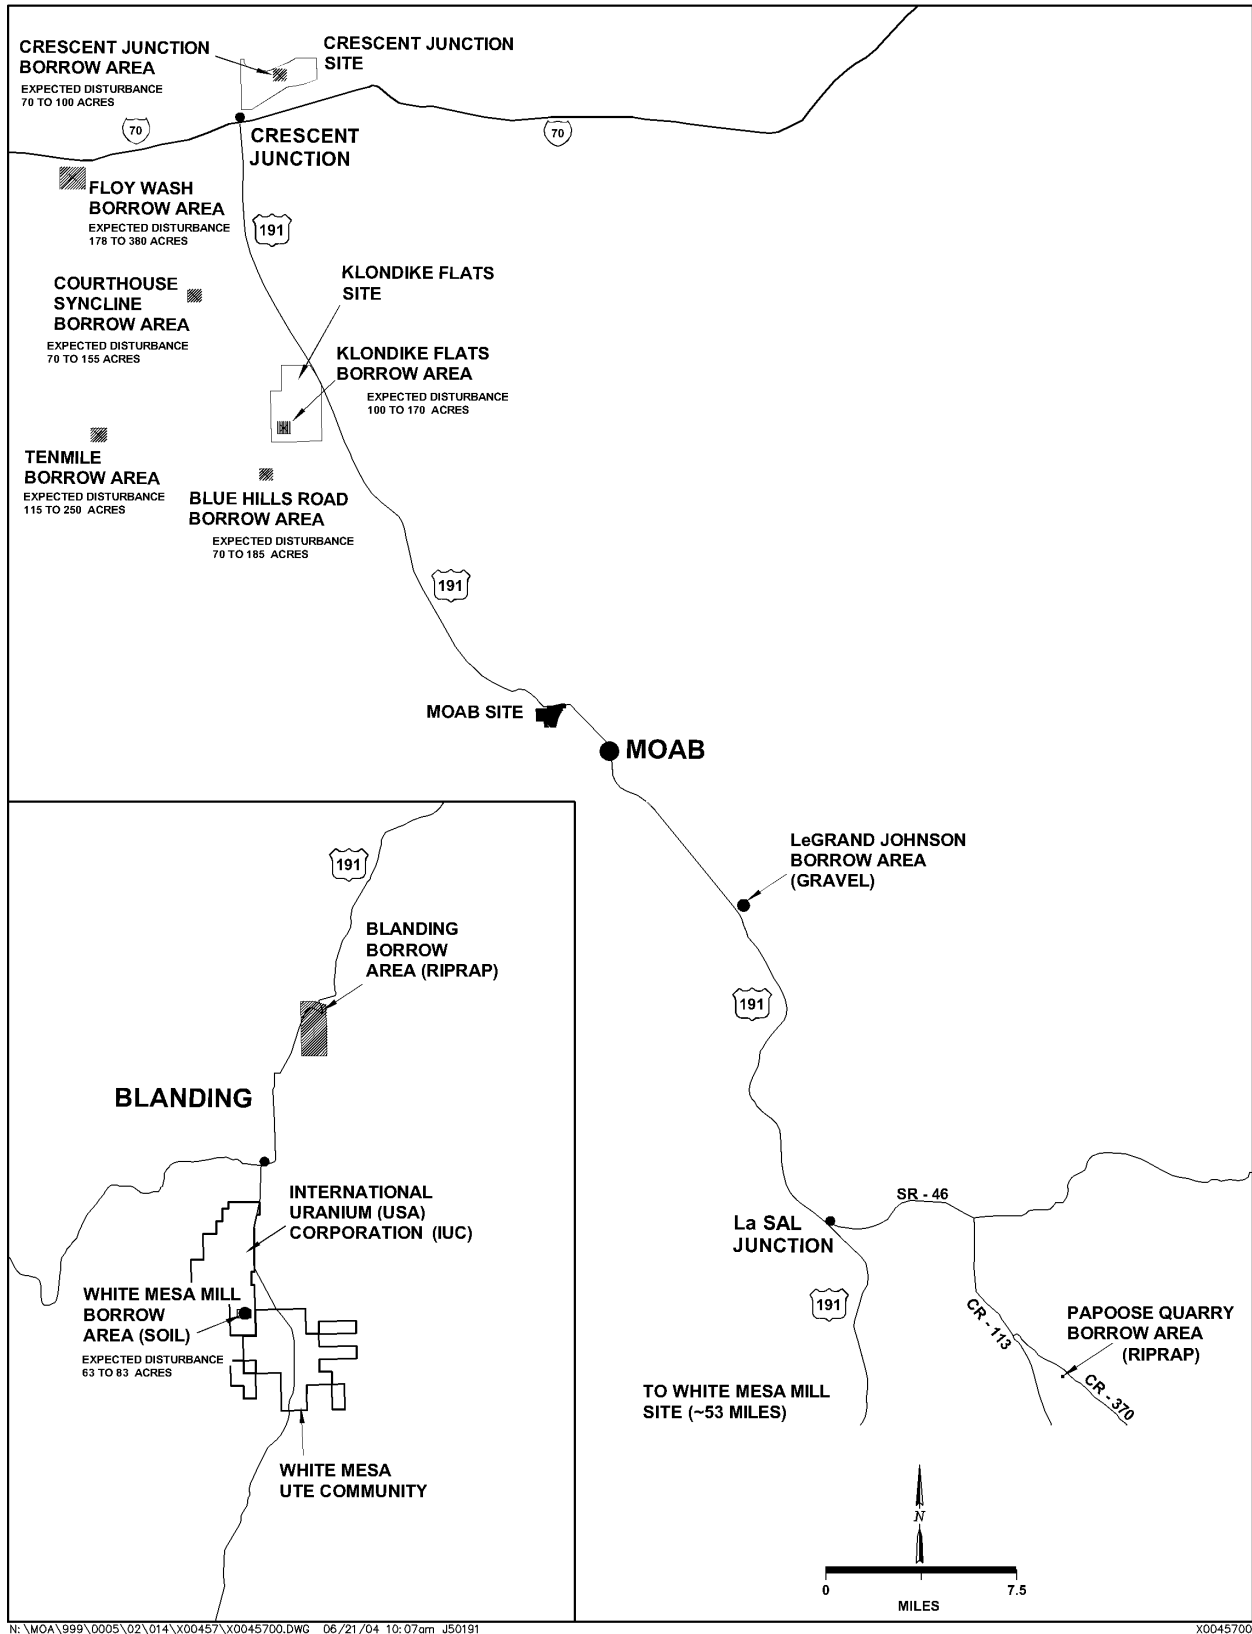 CRESCENT JUNCTION
BORROW AREA
EXPECTED DISTURBANCE
70 TO 100 ACRES
CRESCENT JUNCTION
SITE
70
CRESCENT
JUNCTION
70
FLOY WASH
BORROW AREA
EXPECTED DISTURBANCE
178 TO 380 ACRES
191
COURTHOUSE
SYNCLINE
BORROW AREA
EXPECTED DISTURBANCE
70 TO 155 ACRES
KLONDIKE FLATS
SITE
KLONDIKE FLATS
BORROW AREA
EXPECTED DISTURBANCE
100 TO 170 ACRES
TENMILE
BORROW AREA
EXPECTED DISTURBANCE
115 TO 250 ACRES
BLUE HILLS ROAD
BORROW AREA
EXPECTED DISTURBANCE
70 TO 185 ACRES
191
MOAB SITE
MOAB
LeGRAND JOHNSON
BORROW AREA
(GRAVEL)
191
SR - 46
La SAL
JUNCTION
191
CR - 113
PAPOOSE QUARRY
BORROW AREA
(RIPRAP)
CR - 370
TO WHITE MESA MILL
SITE (~53 MILES)
N
0 7.5
MILES
191
BLANDING
BORROW
AREA (RIPRAP)
BLANDING
INTERNATIONAL
URANIUM (USA)
CORPORATION (IUC)
WHITE MESA MILL
BORROW
AREA (SOIL)
EXPECTED DISTURBANCE
63 TO 83 ACRES
WHITE MESA
UTE COMMUNITY
N:\MOA\999\0005\02\014\X00457\X0045700.DWG 06/21/04 10:07am J50191
X0045700